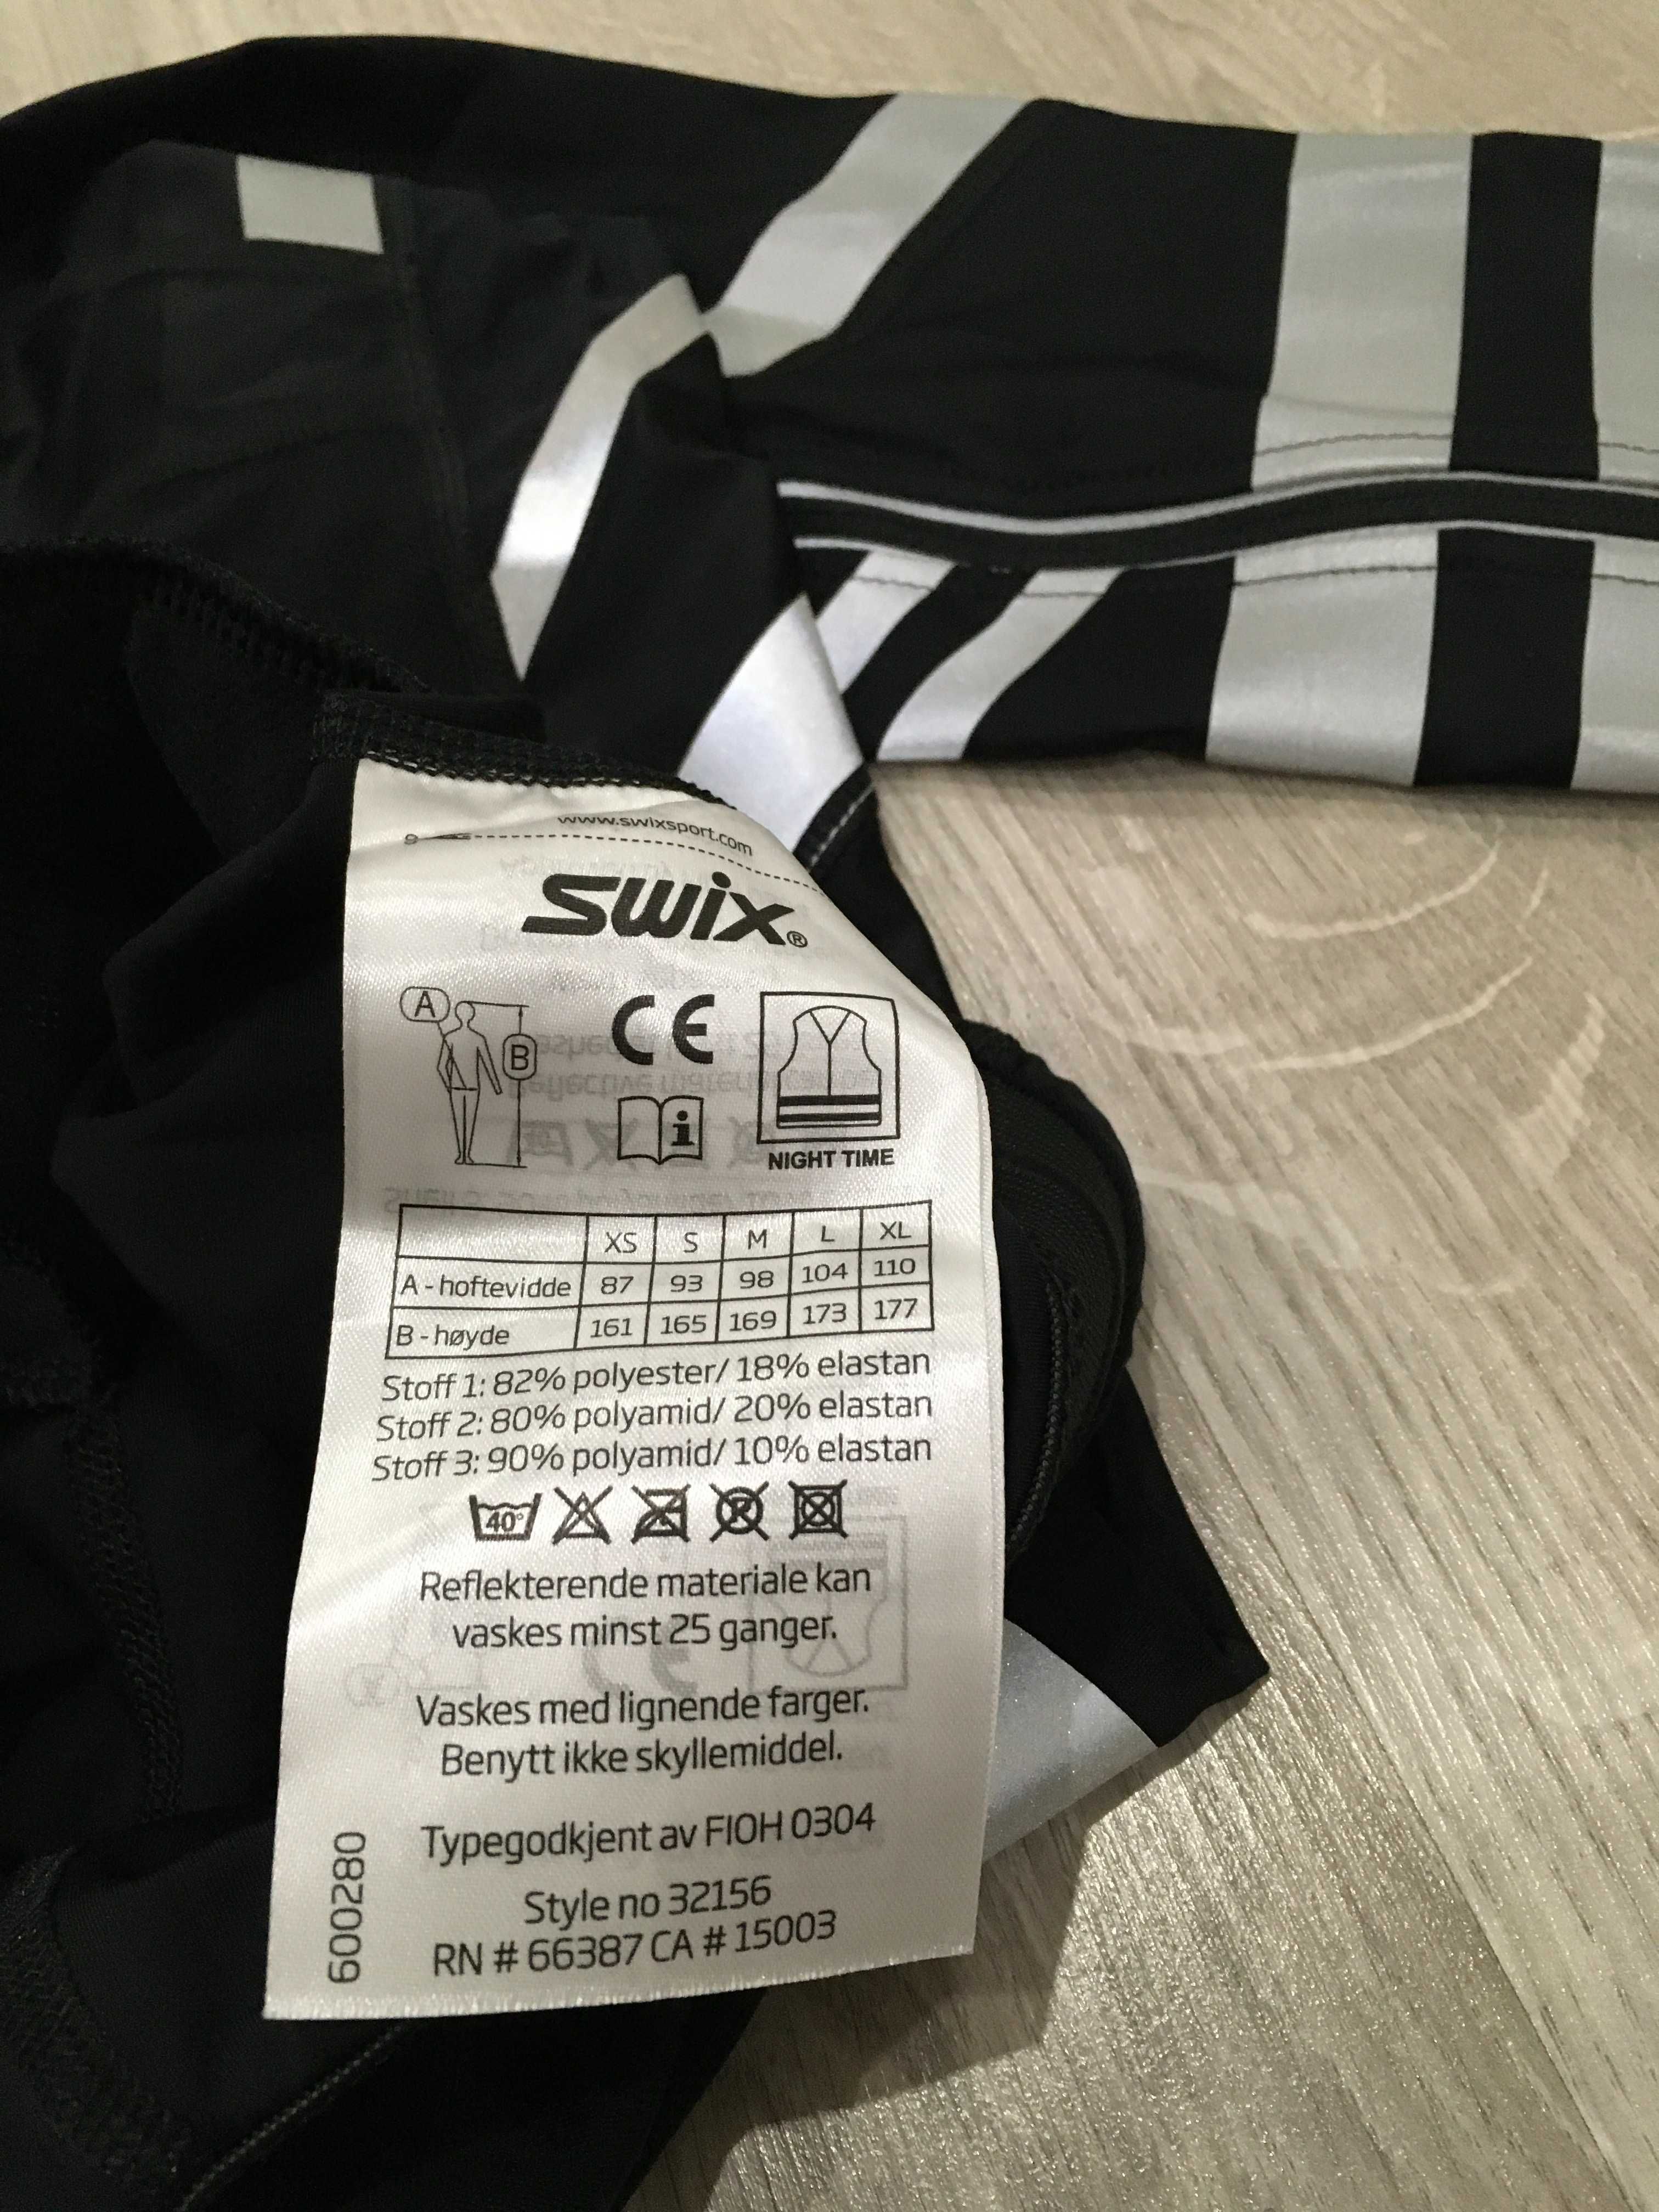 www.swixsport.com
Swix®
A
B
CE
i
NIGHT TIME
XS S M L XL
A - hoftevidde 87 93 98 104 110
B - høyde 161 165 169 173 177
Stoff 1: 82% polyester/ 18% elastan
Stoff 2: 80% polyamid/ 20% elastan
Stoff 3: 90% polyamid/ 10% elastan
40°
Reflekterende materiale kan
vaskes minst 25 ganger.
Vaskes med lignende farger.
Benytt ikke skyllemiddel.
Typegodkjent av FIOH 0304
Style no 32156
RN # 66387 CA # 15003
600280